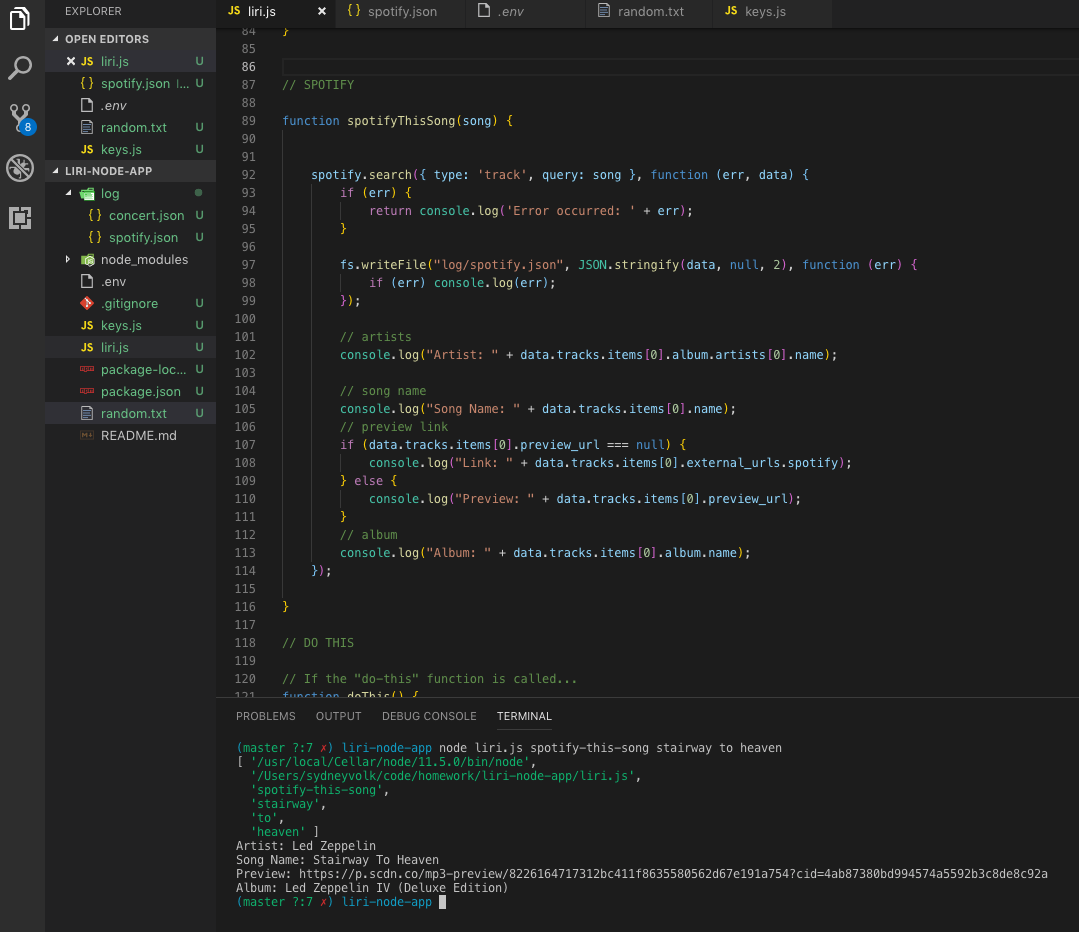 EXPLORER
OPEN EDITORS
JS liri.js U
{ } spotify.json l... U
.env
random.txt U
JS keys.js U
LIRI-NODE-APP
log
{ } concert.json U
{ } spotify.json U
node_modules
.env
.gitignore U
JS keys.js U
JS liri.js U
package-loc... U
package.json U
random.txt U
README.md
8
JS liri.js × { } spotify.json .env random.txt JS keys.js
84 }
85
86
87 // SPOTIFY
88
89 function spotifyThisSong(song) {
90
91
92 spotify.search({ type: 'track', query: song }, function (err, data) {
93 if (err) {
94 return console.log('Error occurred: ' + err);
95 }
96
97 fs.writeFile("log/spotify.json", JSON.stringify(data, null, 2), function (err) {
98 if (err) console.log(err);
99 });
100
101 // artists
102 console.log("Artist: " + data.tracks.items[0].album.artists[0].name);
103
104 // song name
105 console.log("Song Name: " + data.tracks.items[0].name);
106 // preview link
107 if (data.tracks.items[0].preview_url === null) {
108 console.log("Link: " + data.tracks.items[0].external_urls.spotify);
109 } else {
110 console.log("Preview: " + data.tracks.items[0].preview_url);
111 }
112 // album
113 console.log("Album: " + data.tracks.items[0].album.name);
114 });
115
116 }
117
118 // DO THIS
119
120 // If the "do-this" function is called...
121 function doThis() {
PROBLEMS OUTPUT DEBUG CONSOLE TERMINAL
(master ?:7 ✗) liri-node-app node liri.js spotify-this-song stairway to heaven
[ '/usr/local/Cellar/node/11.5.0/bin/node',
'/Users/sydneyvolk/code/homework/liri-node-app/liri.js',
'spotify-this-song',
'stairway',
'to',
'heaven' ]
Artist: Led Zeppelin
Song Name: Stairway To Heaven
Preview: https://p.scdn.co/mp3-preview/8226164717312bc411f8635580562d67e191a754?cid=4ab87380bd994574a5592b3c8de8c92a
Album: Led Zeppelin IV (Deluxe Edition)
(master ?:7 ✗) liri-node-app